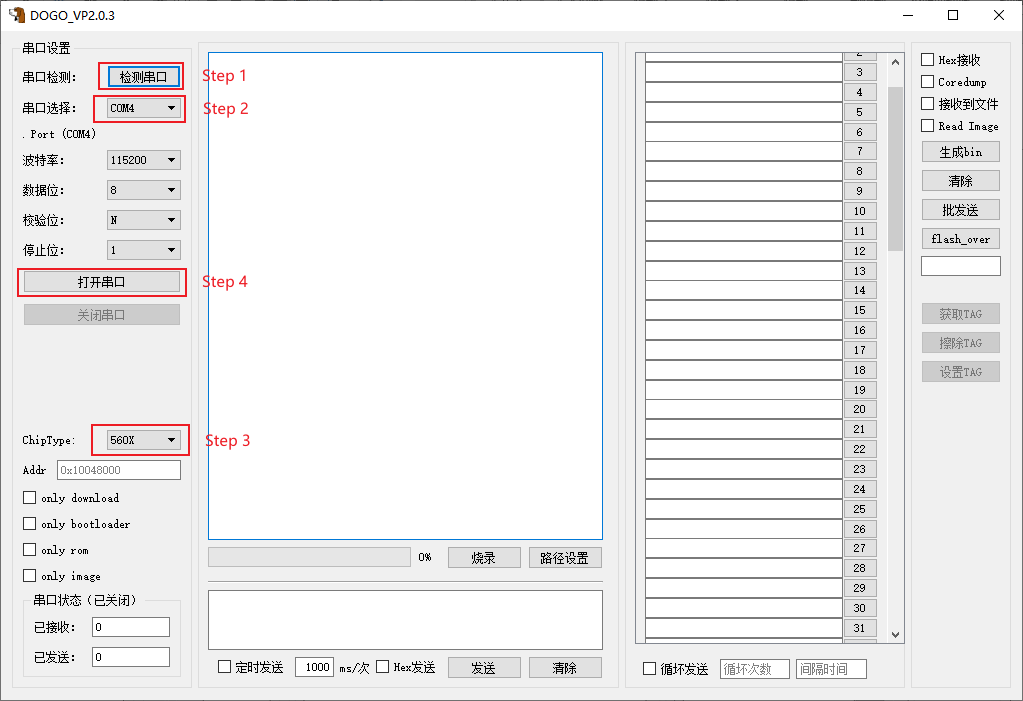 DOGO_VP2.0.3
串口设置
串口检测: 检测串口 Step 1
串口选择: COM4 Step 2
. Port (COM4)
波特率: 115200
数据位: 8
校验位: N
停止位: 1
打开串口 Step 4
关闭串口
ChipType: 560X Step 3
Addr 0x10048000
only download
only bootloader
only rom
only image
串口状态（已关闭）
已接收: 0
已发送: 0
0% 烧录 路径设置
定时发送 1000 ms/次 Hex发送 发送 清除
2
3
4
5
6
7
8
9
10
11
12
13
14
15
16
17
18
19
20
21
22
23
24
25
26
27
28
29
30
31
循坏发送 循坏次数 间隔时间
Hex接收
Coredump
接收到文件
Read Image
生成bin
清除
批发送
flash_over
获取TAG
擦除TAG
设置TAG